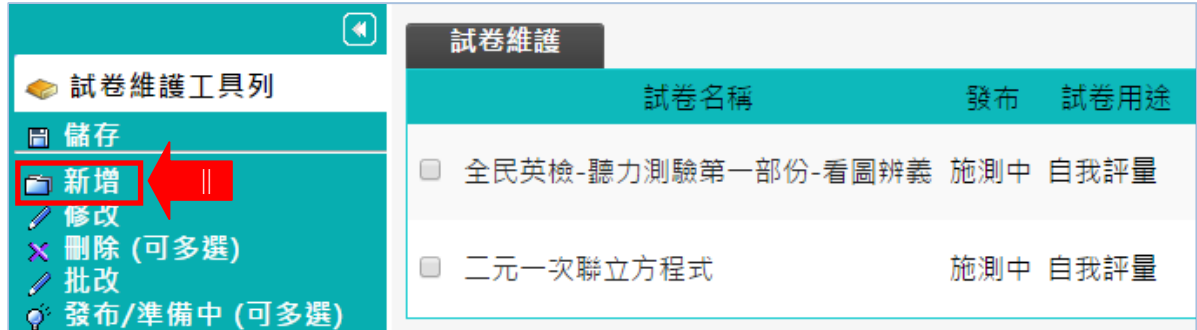 試卷維護工具列
儲存
新增
修改
刪除 (可多選)
批改
發布/準備中 (可多選)
試卷維護
試卷名稱 發布 試卷用途
全民英檢-聽力測驗第一部份-看圖辨義 施測中 自我評量
二元一次聯立方程式 施測中 自我評量